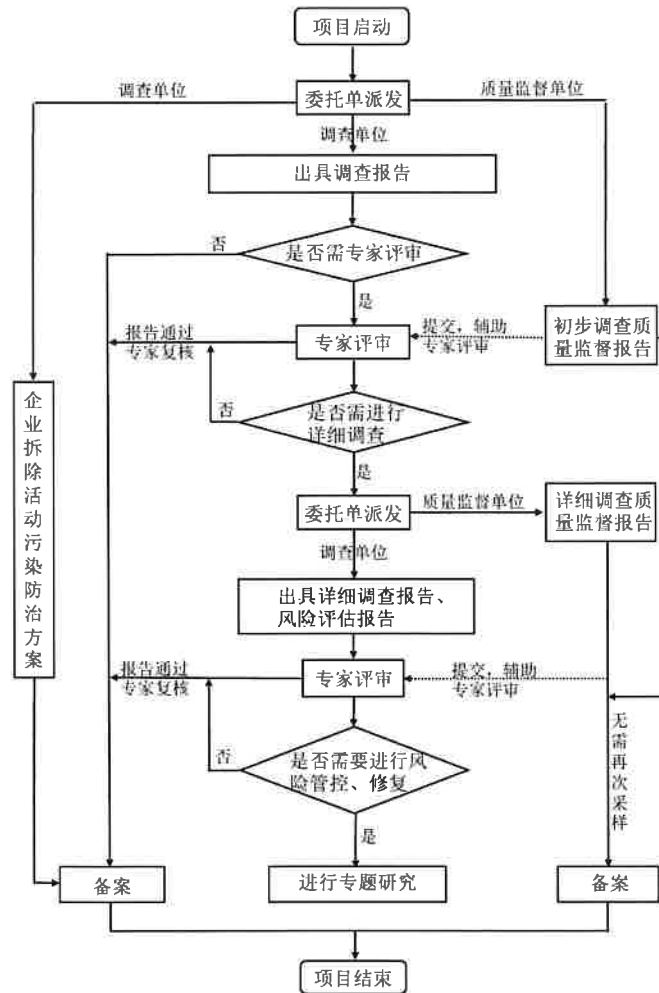 项目启动
调查单位
委托单派发
质量监督单位
调查单位
出具调查报告
否
是否需专家评审
是
报告通过
专家复核
专家评审
提交，辅助
专家评审
初步调查质
量监督报告
否
是否需进行
详细调查
企业拆除活动污染防治方案
是
委托单派发
质量监督单位
详细调查质
量监督报告
调查单位
出具详细调查报告、
风险评估报告
报告通过
专家复核
专家评审
提交，辅助
专家评审
否
是否需要进行风
险管控、修复
无需再次采样
是
备案
进行专题研究
备案
项目结束